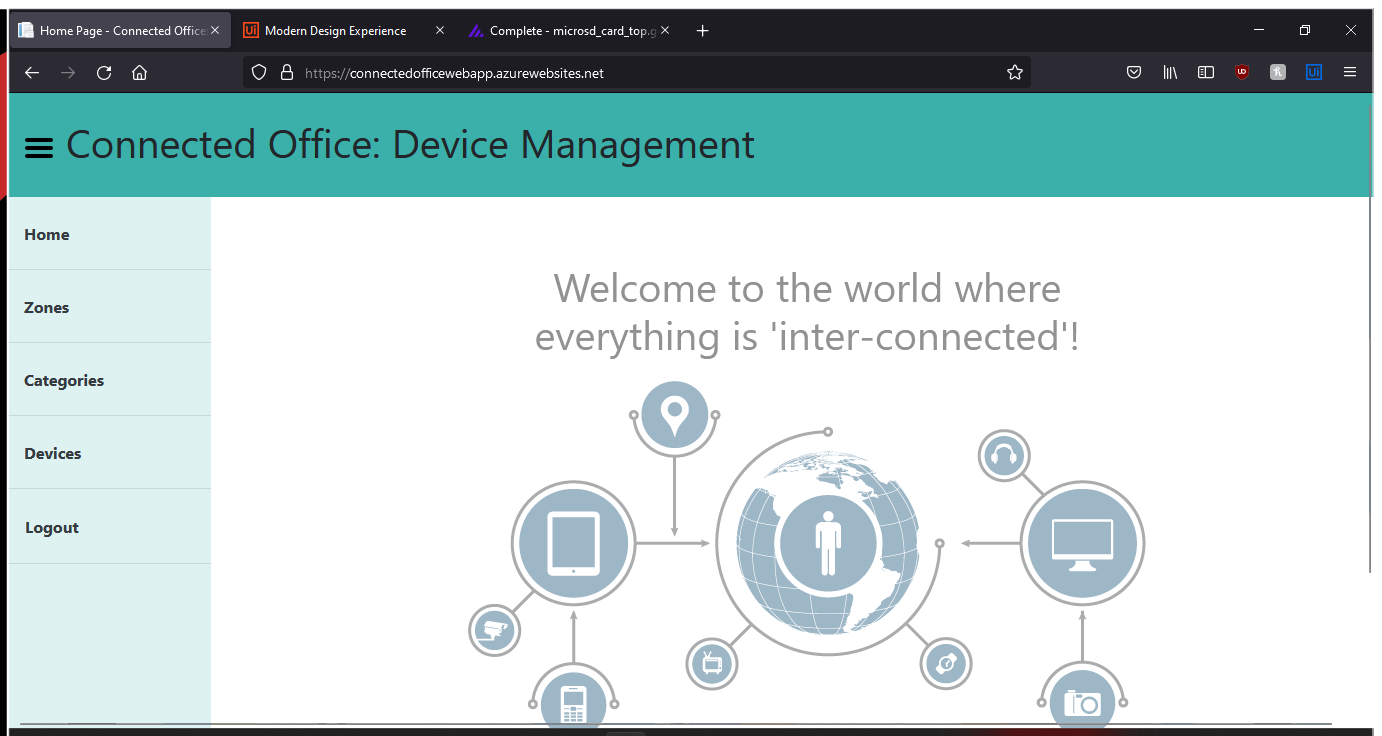 Home Page - Connected Office
Modern Design Experience
Complete - microsd_card_top.g
https://connectedofficewebapp.azurewebsites.net
Connected Office: Device Management
Home
Zones
Categories
Devices
Logout
Welcome to the world where
everything is 'inter-connected'!